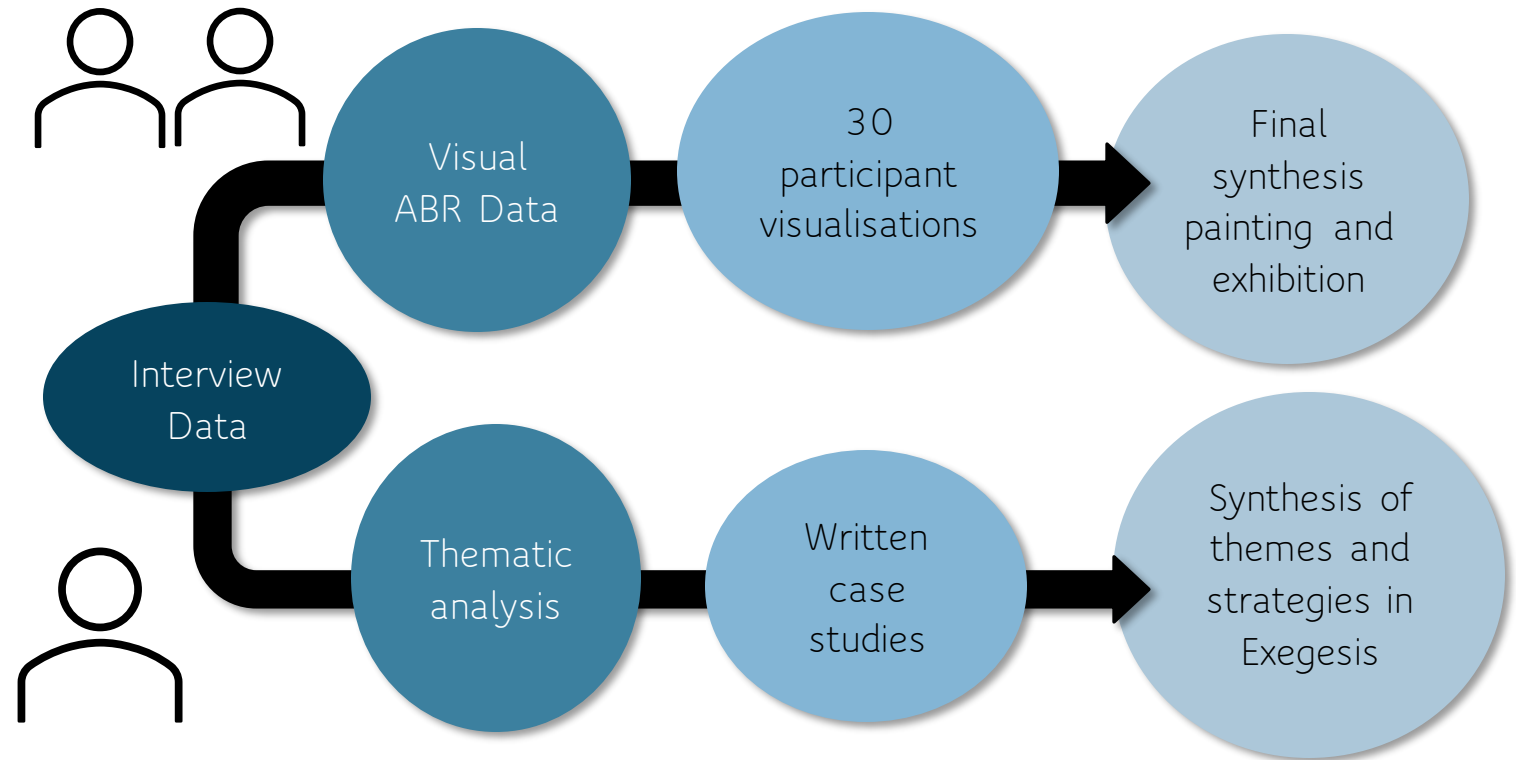 Visual
ABR Data
30
participant
visualisations
Final
synthesis
painting and
exhibition
Interview
Data
Thematic
analysis
Written
case
studies
Synthesis of
themes and
strategies in
Exegesis